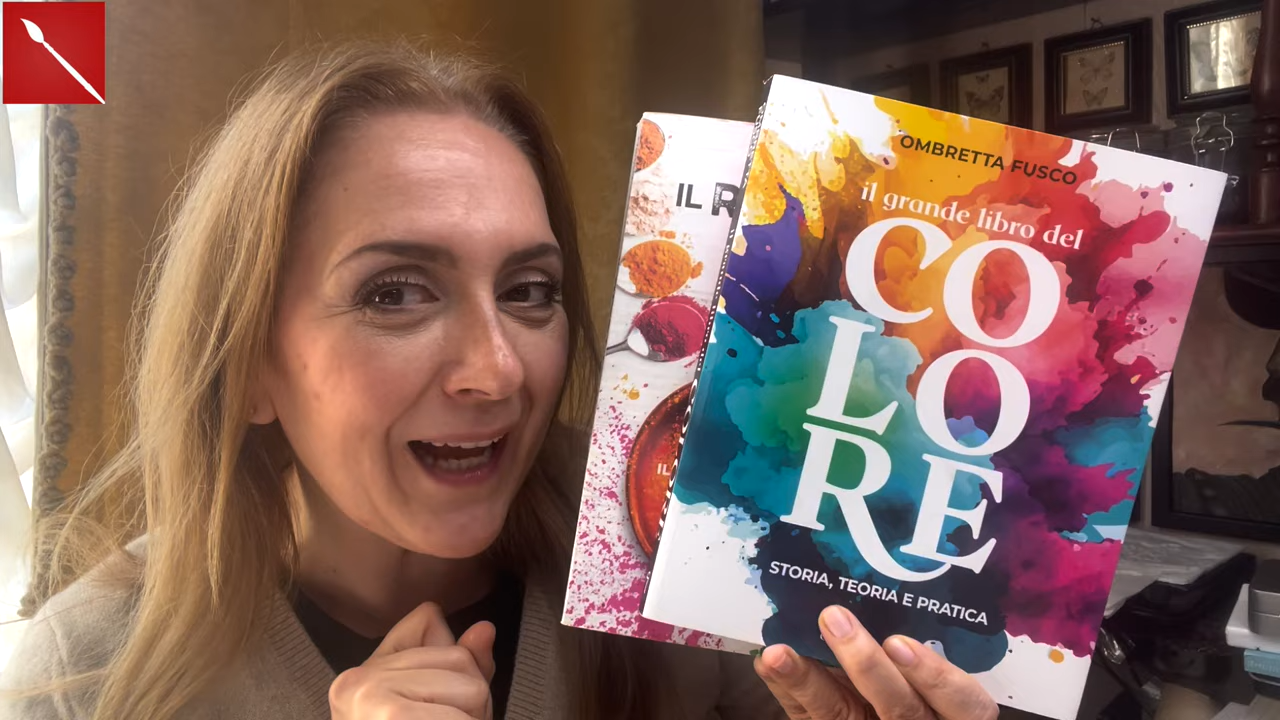 OMBRETTA FUSCO
il grande libro del
CO
LO
RE
STORIA, TEORIA E PRATICA
IL